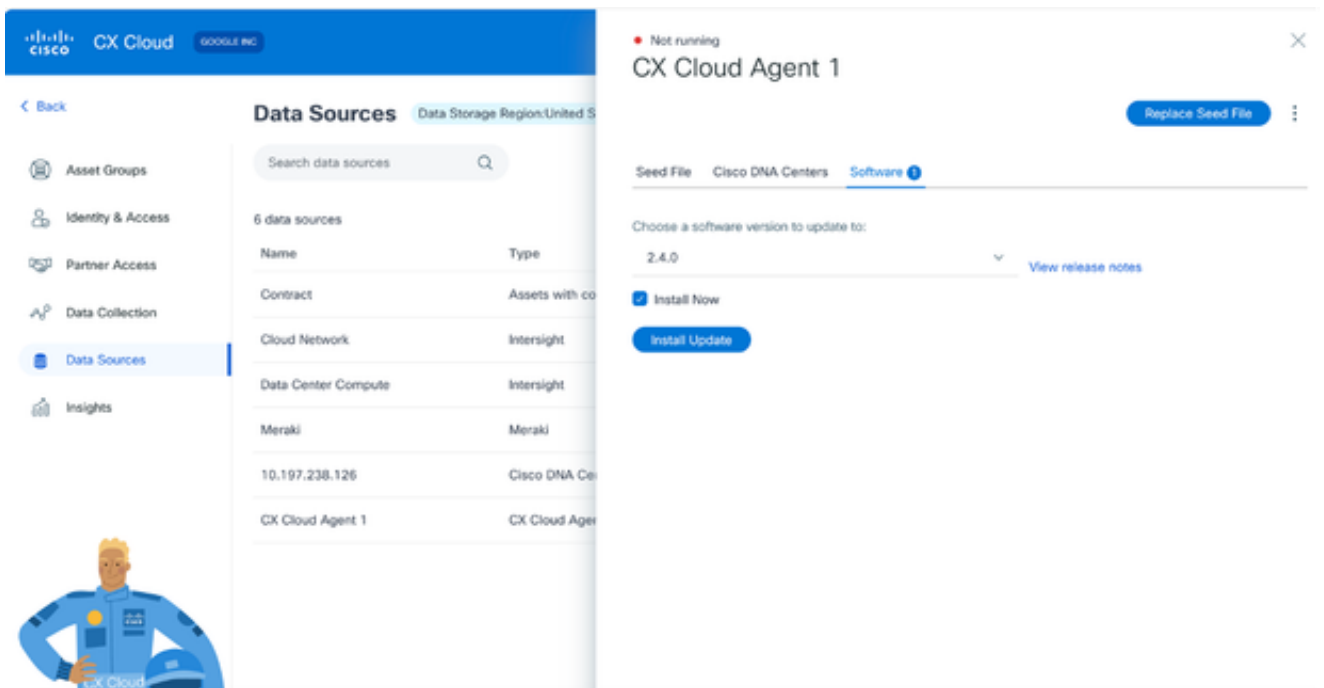 cisco CX Cloud GOOGLE INC
Back
Asset Groups
Identity & Access
Partner Access
Data Collection
Data Sources
Insights
CX Cloud
Data Sources Data Storage Region:United S
Search data sources
6 data sources
Name Type
Contract Assets with co
Cloud Network Intersight
Data Center Compute Intersight
Meraki Meraki
10.197.238.126 Cisco DNA Ce
CX Cloud Agent 1 CX Cloud Age
Not running
CX Cloud Agent 1
Replace Seed File
Seed File Cisco DNA Centers Software 1
Choose a software version to update to:
2.4.0
View release notes
Install Now
Install Update